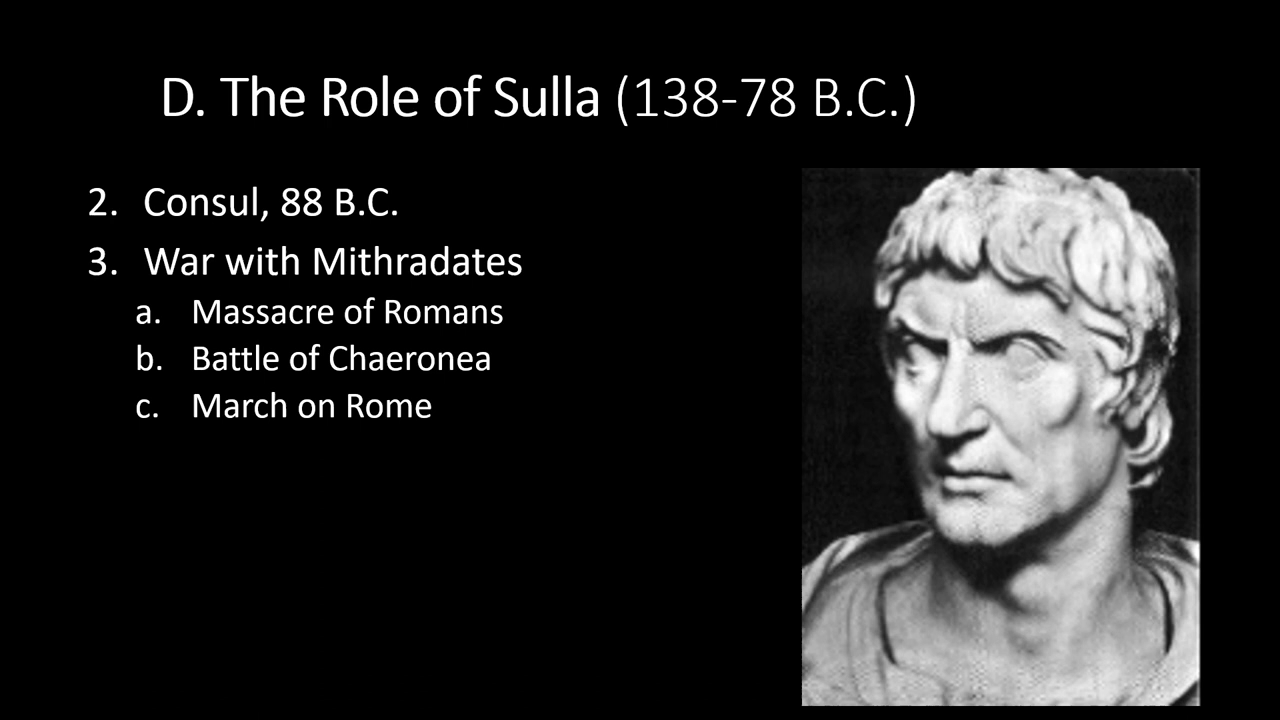 D. The Role of Sulla (138-78 B.C.)
2. Consul, 88 B.C.
3. War with Mithradates
a. Massacre of Romans
b. Battle of Chaeronea
c. March on Rome